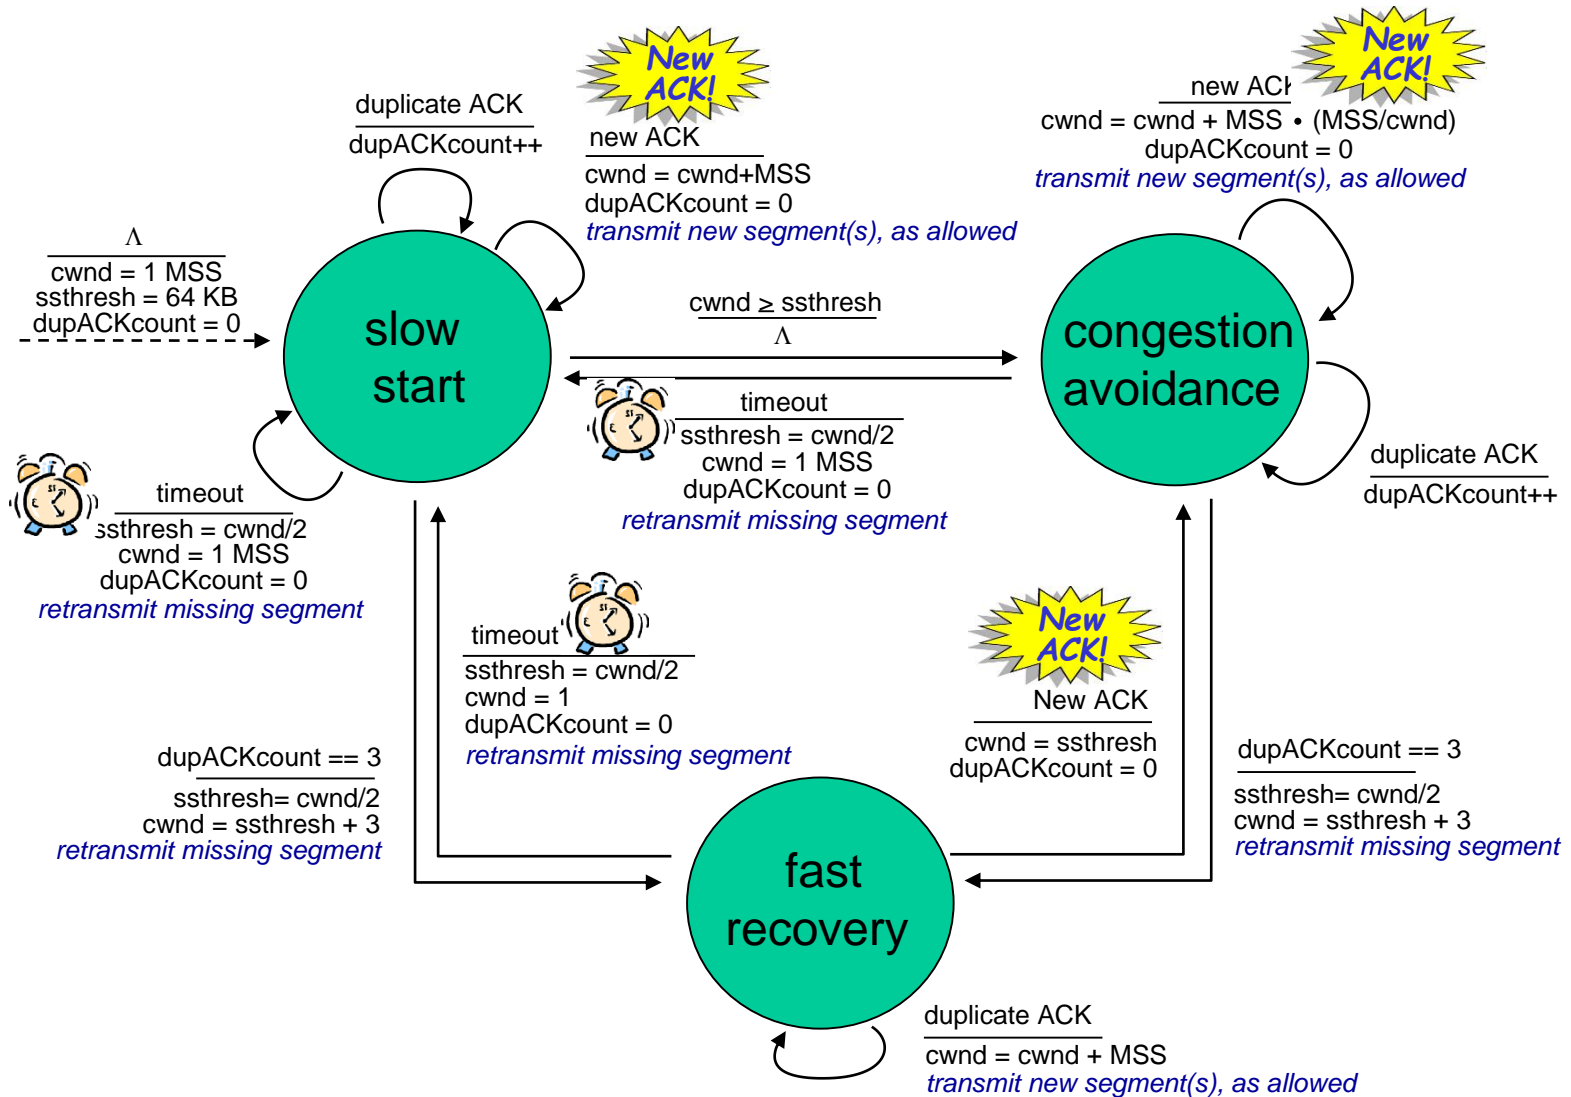 New
ACK!
duplicate ACK
dupACKcount++
new ACK
cwnd = cwnd+MSS
dupACKcount = 0
transmit new segment(s), as allowed
New
ACK!
new ACK
cwnd = cwnd + MSS • (MSS/cwnd)
dupACKcount = 0
transmit new segment(s), as allowed
Λ
cwnd = 1 MSS
ssthresh = 64 KB
dupACKcount = 0
slow
start
cwnd ≥ ssthresh
Λ
congestion
avoidance
timeout
ssthresh = cwnd/2
cwnd = 1 MSS
dupACKcount = 0
retransmit missing segment
duplicate ACK
dupACKcount++
timeout
ssthresh = cwnd/2
cwnd = 1 MSS
dupACKcount = 0
retransmit missing segment
timeout
ssthresh = cwnd/2
cwnd = 1
dupACKcount = 0
retransmit missing segment
New
ACK!
New ACK
cwnd = ssthresh
dupACKcount = 0
dupACKcount == 3
ssthresh= cwnd/2
cwnd = ssthresh + 3
retransmit missing segment
dupACKcount == 3
ssthresh= cwnd/2
cwnd = ssthresh + 3
retransmit missing segment
fast
recovery
duplicate ACK
cwnd = cwnd + MSS
transmit new segment(s), as allowed